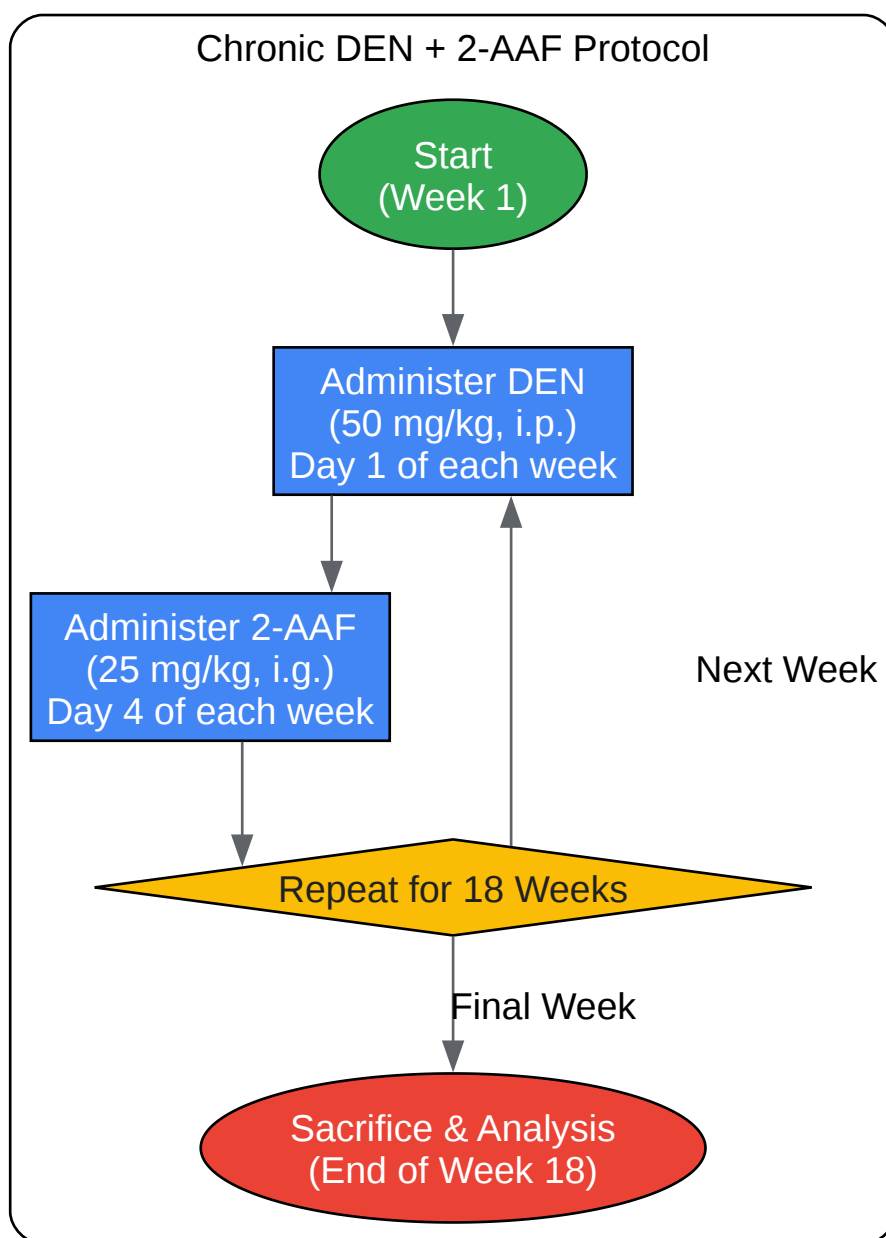 Chronic DEN + 2-AAF Protocol
Start
(Week 1)
Administer DEN
(50 mg/kg, i.p.)
Day 1 of each week
Administer 2-AAF
(25 mg/kg, i.g.)
Day 4 of each week
Next Week
Repeat for 18 Weeks
Final Week
Sacrifice & Analysis
(End of Week 18)